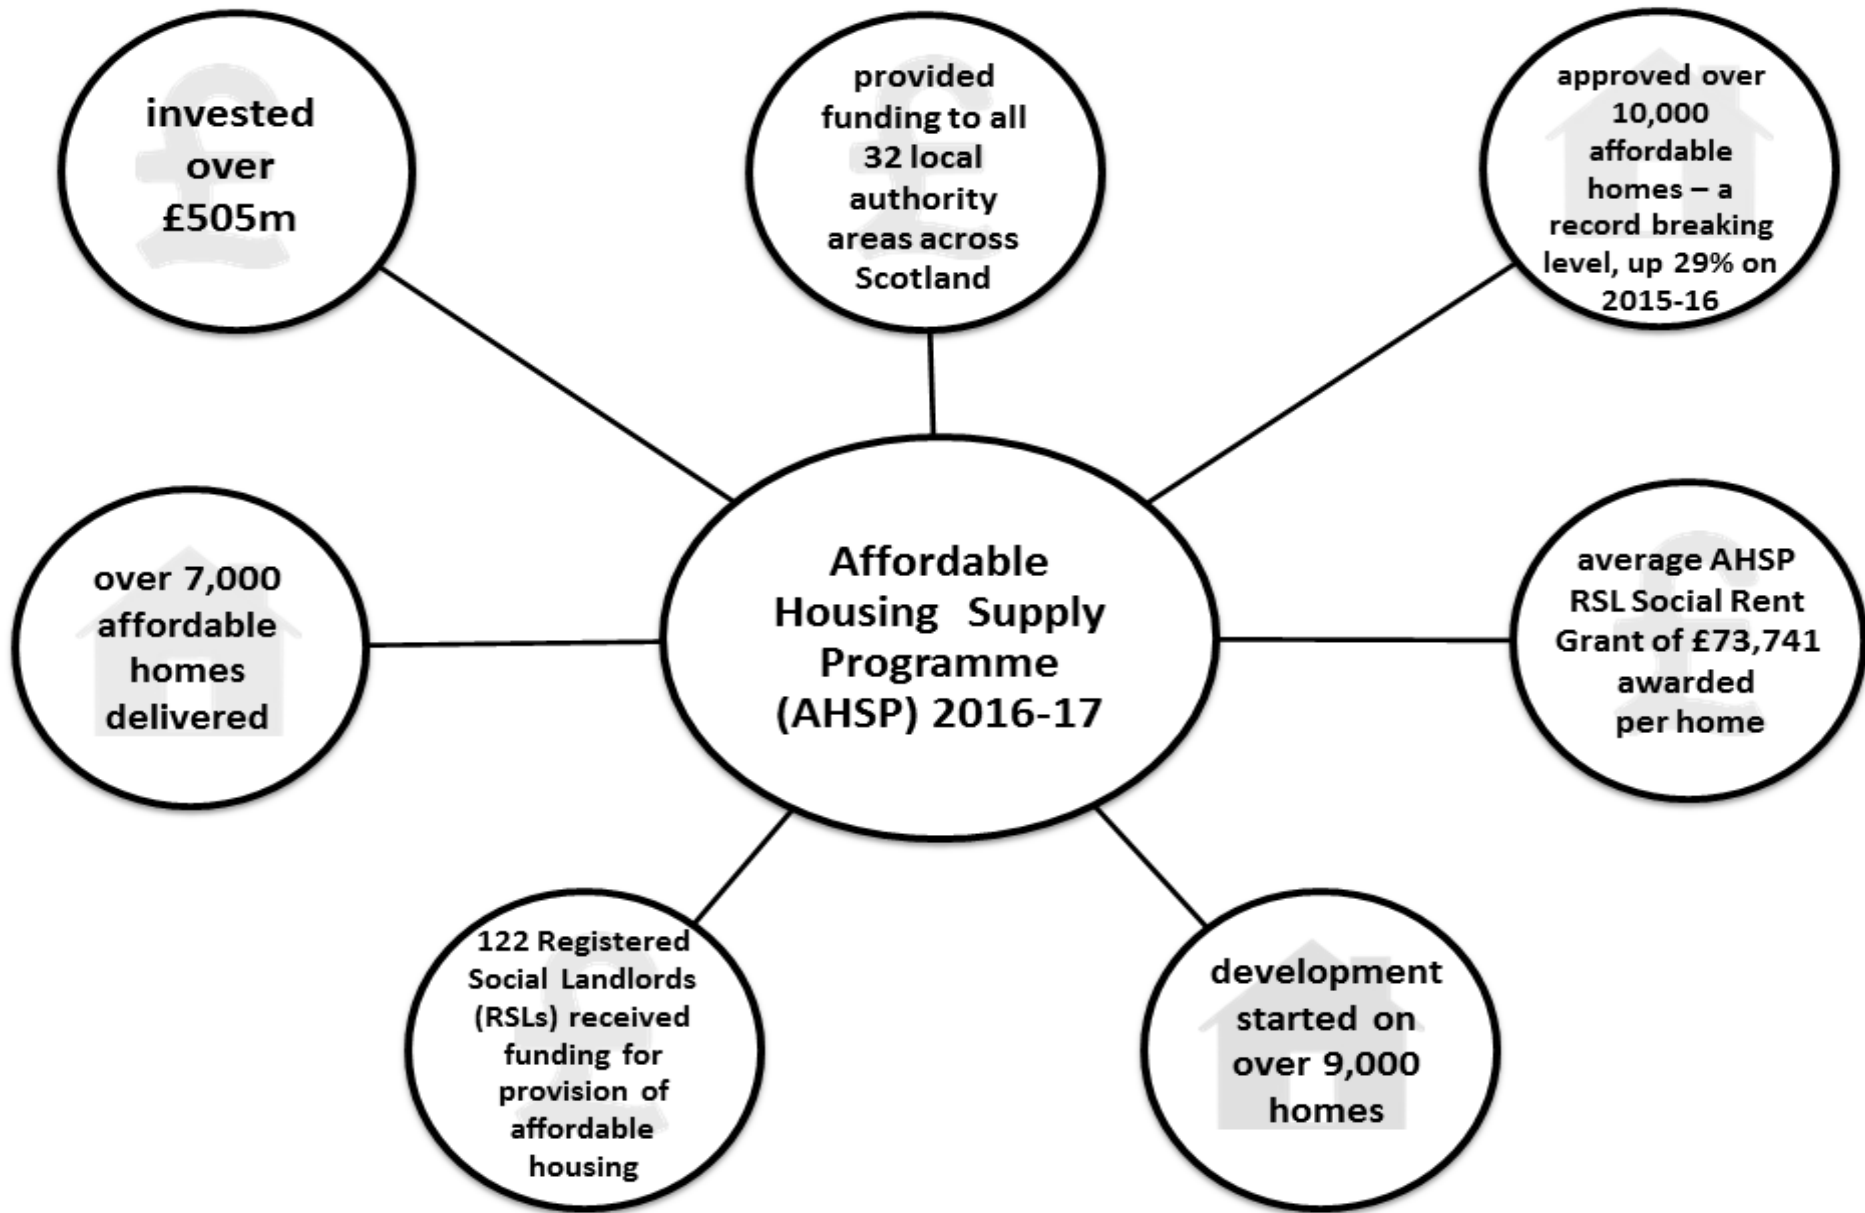 invested
over
£505m
provided
funding to all
32 local
authority
areas across
Scotland
approved over
10,000
affordable
homes – a
record breaking
level, up 29% on
2015-16
over 7,000
affordable
homes
delivered
Affordable
Housing Supply
Programme
(AHSP) 2016-17
average AHSP
RSL Social Rent
Grant of £73,741
awarded
per home
122 Registered
Social Landlords
(RSLs) received
funding for
provision of
affordable
housing
development
started on
over 9,000
homes